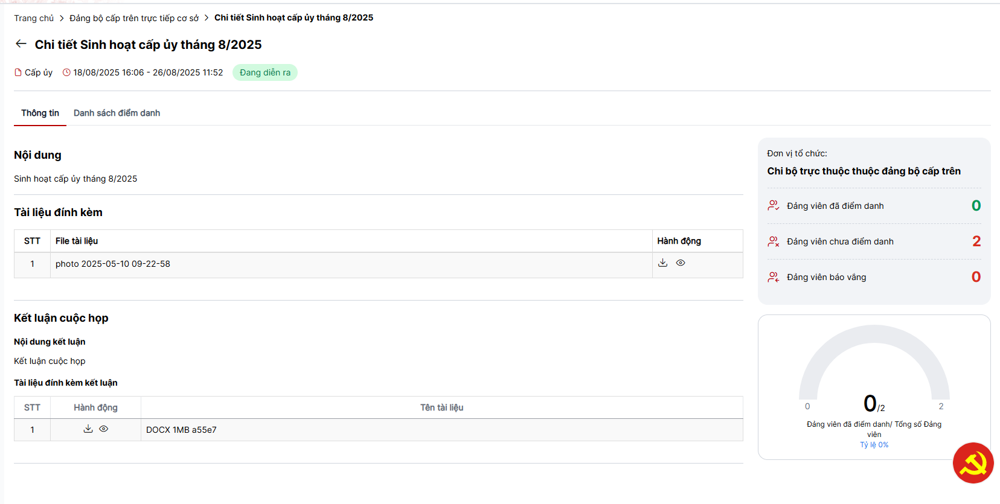 Trang chủ > Đảng bộ cấp trên trực tiếp cơ sở > Chi tiết Sinh hoạt cấp ủy tháng 8/2025
Chi tiết Sinh hoạt cấp ủy tháng 8/2025
Cấp ủy 18/08/2025 16:06 - 26/08/2025 11:52 Đang diễn ra
Thông tin Danh sách điểm danh
Nội dung
Sinh hoạt cấp ủy tháng 8/2025
Tài liệu đính kèm
STT File tài liệu Hành động
1 photo 2025-05-10 09-22-58
Kết luận cuộc họp
Nội dung kết luận
Kết luận cuộc họp
Tài liệu đính kèm kết luận
STT Hành động Tên tài liệu
1 DOCX 1MB a55e7
Đơn vị tổ chức:
Chi bộ trực thuộc thuộc đảng bộ cấp trên
Đảng viên đã điểm danh 0
Đảng viên chưa điểm danh 2
Đảng viên báo vắng 0
0 0/2 2
Đảng viên đã điểm danh/ Tổng số Đảng
viên
Tỷ lệ 0%